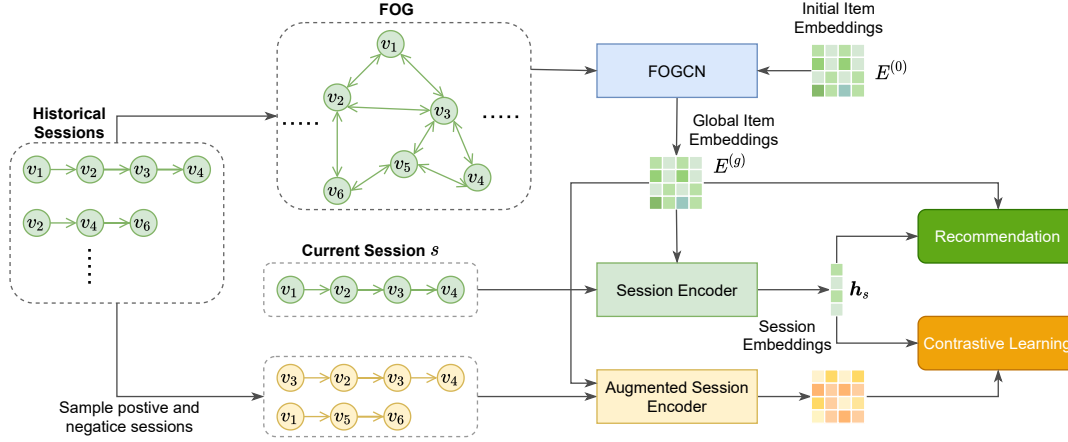 FOG
Initial Item
Embeddings
v1
v2
v3
v5
v4
v6
.....
.....
FOGCN
E(0)
Historical
Sessions
v1 v2 v3 v4
v2 v4 v6
Global Item
Embeddings
E(g)
Current Session s
v1 v2 v3 v4
Session Encoder
hs
Recommendation
Session
Embeddings
Contrastive Learning
Sample postive and
negatice sessions
v3 v2 v3 v4
v1 v5 v6
Augmented Session
Encoder